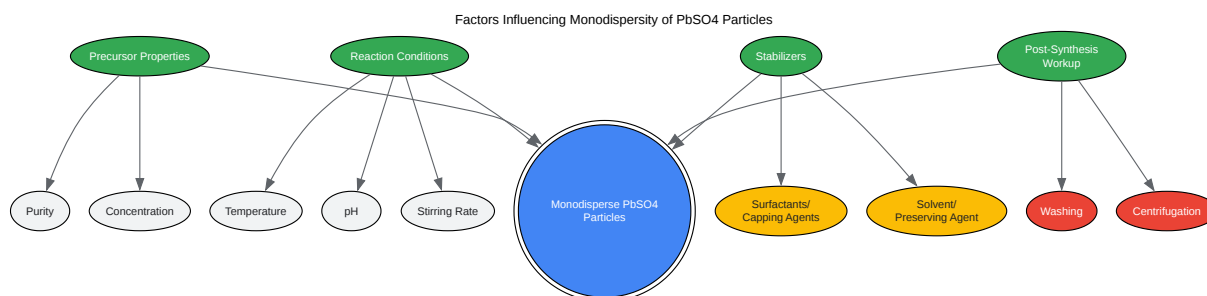 Factors Influencing Monodispersity of PbSO4 Particles
Precursor Properties
Reaction Conditions
Stabilizers
Post-Synthesis
Workup
Purity
Concentration
Temperature
pH
Stirring Rate
Monodisperse PbSO4
Particles
Surfactants/
Capping Agents
Solvent/
Preserving Agent
Washing
Centrifugation